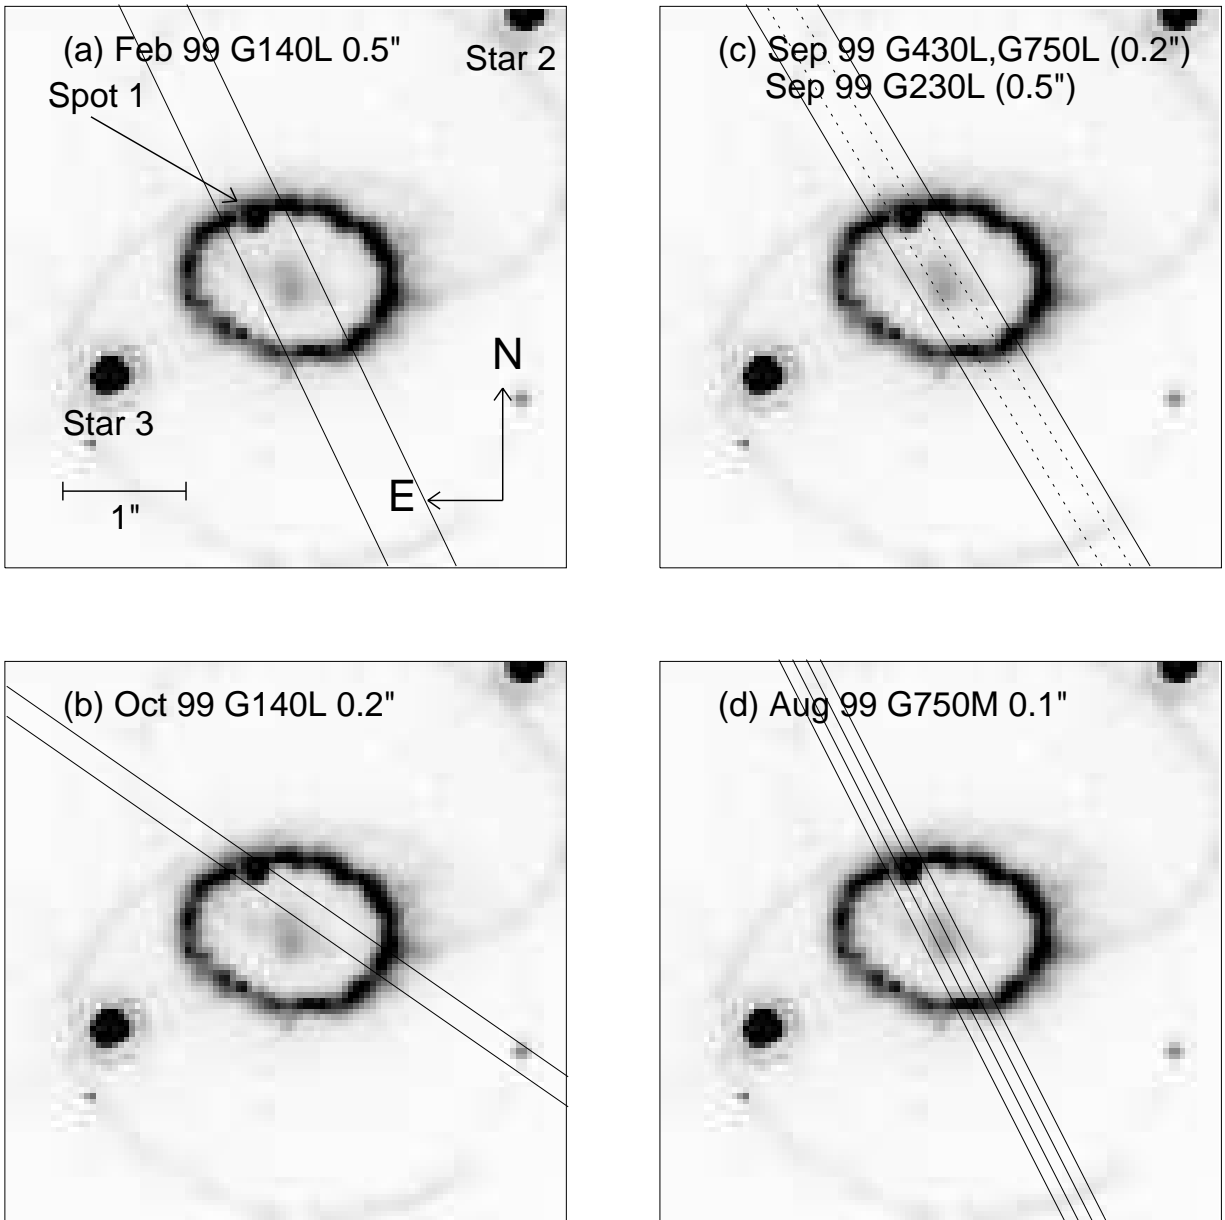 (a) Feb 99 G140L 0.5"
Star 2
Spot 1
N
Star 3
E
1"
(c) Sep 99 G430L,G750L (0.2")
Sep 99 G230L (0.5")
(b) Oct 99 G140L 0.2"
(d) Aug 99 G750M 0.1"